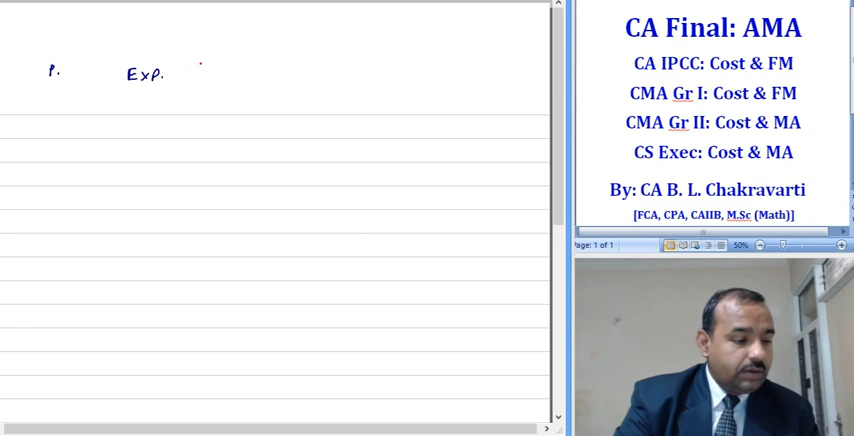 P. Exp.
CA Final: AMA
CA IPCC: Cost & FM
CMA Gr I: Cost & FM
CMA Gr II: Cost & MA
CS Exec: Cost & MA
By: CA B. L. Chakravarti
[FCA, CPA, CAIIB, M.Sc (Math)]
Page: 1 of 1 50%